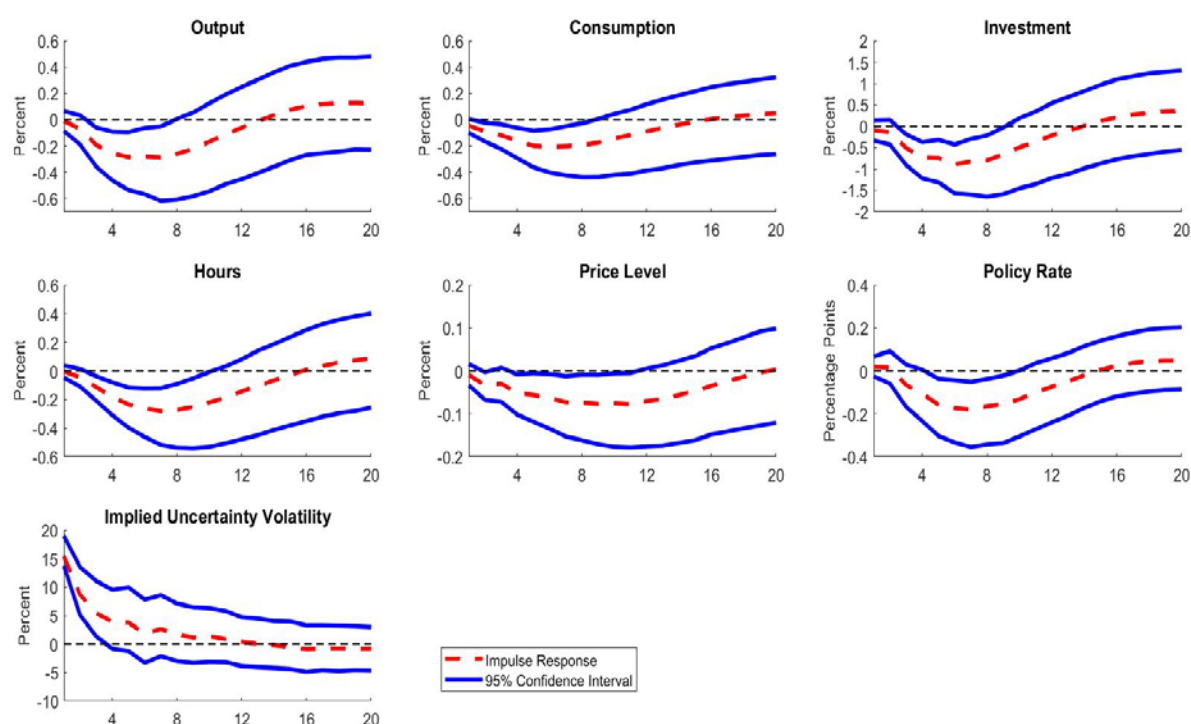 Output
Consumption
Investment
Percent
0.6
0.4
0.2
0
-0.2
-0.4
-0.6
4 8 12 16 20
Percent
0.6
0.4
0.2
0
-0.2
-0.4
-0.6
4 8 12 16 20
Percent
2
1.5
1
0.5
0
-0.5
-1
-1.5
-2
4 8 12 16 20
Hours
Price Level
Policy Rate
Percent
0.6
0.4
0.2
0
-0.2
-0.4
-0.6
4 8 12 16 20
Percent
0.2
0.1
0
-0.1
-0.2
4 8 12 16 20
Percentage Points
0.4
0.2
0
-0.2
-0.4
4 8 12 16 20
Implied Uncertainty Volatility
Percent
20
15
10
5
0
-5
-10
4 8 12 16 20
Impulse Response
95% Confidence Interval